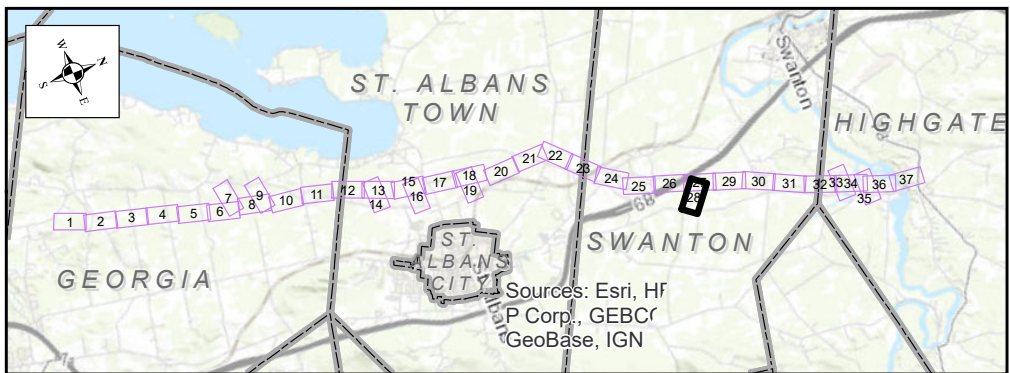 W
N
S
E
ST. ALBANS
TOWN
Swanton
HIGHGATE
1 2 3 4 5 6 7 8 9 10 11 12 13 14 15 16 17 18 19 20 21 22 23 24 25 26 28 29 30 31 32 33 34 35 36 37
68
SWANTON
GEORGIA
ST.
LBANS
CITY
Sources: Esri, HE
P Corp., GEBC
GeoBase, IGN